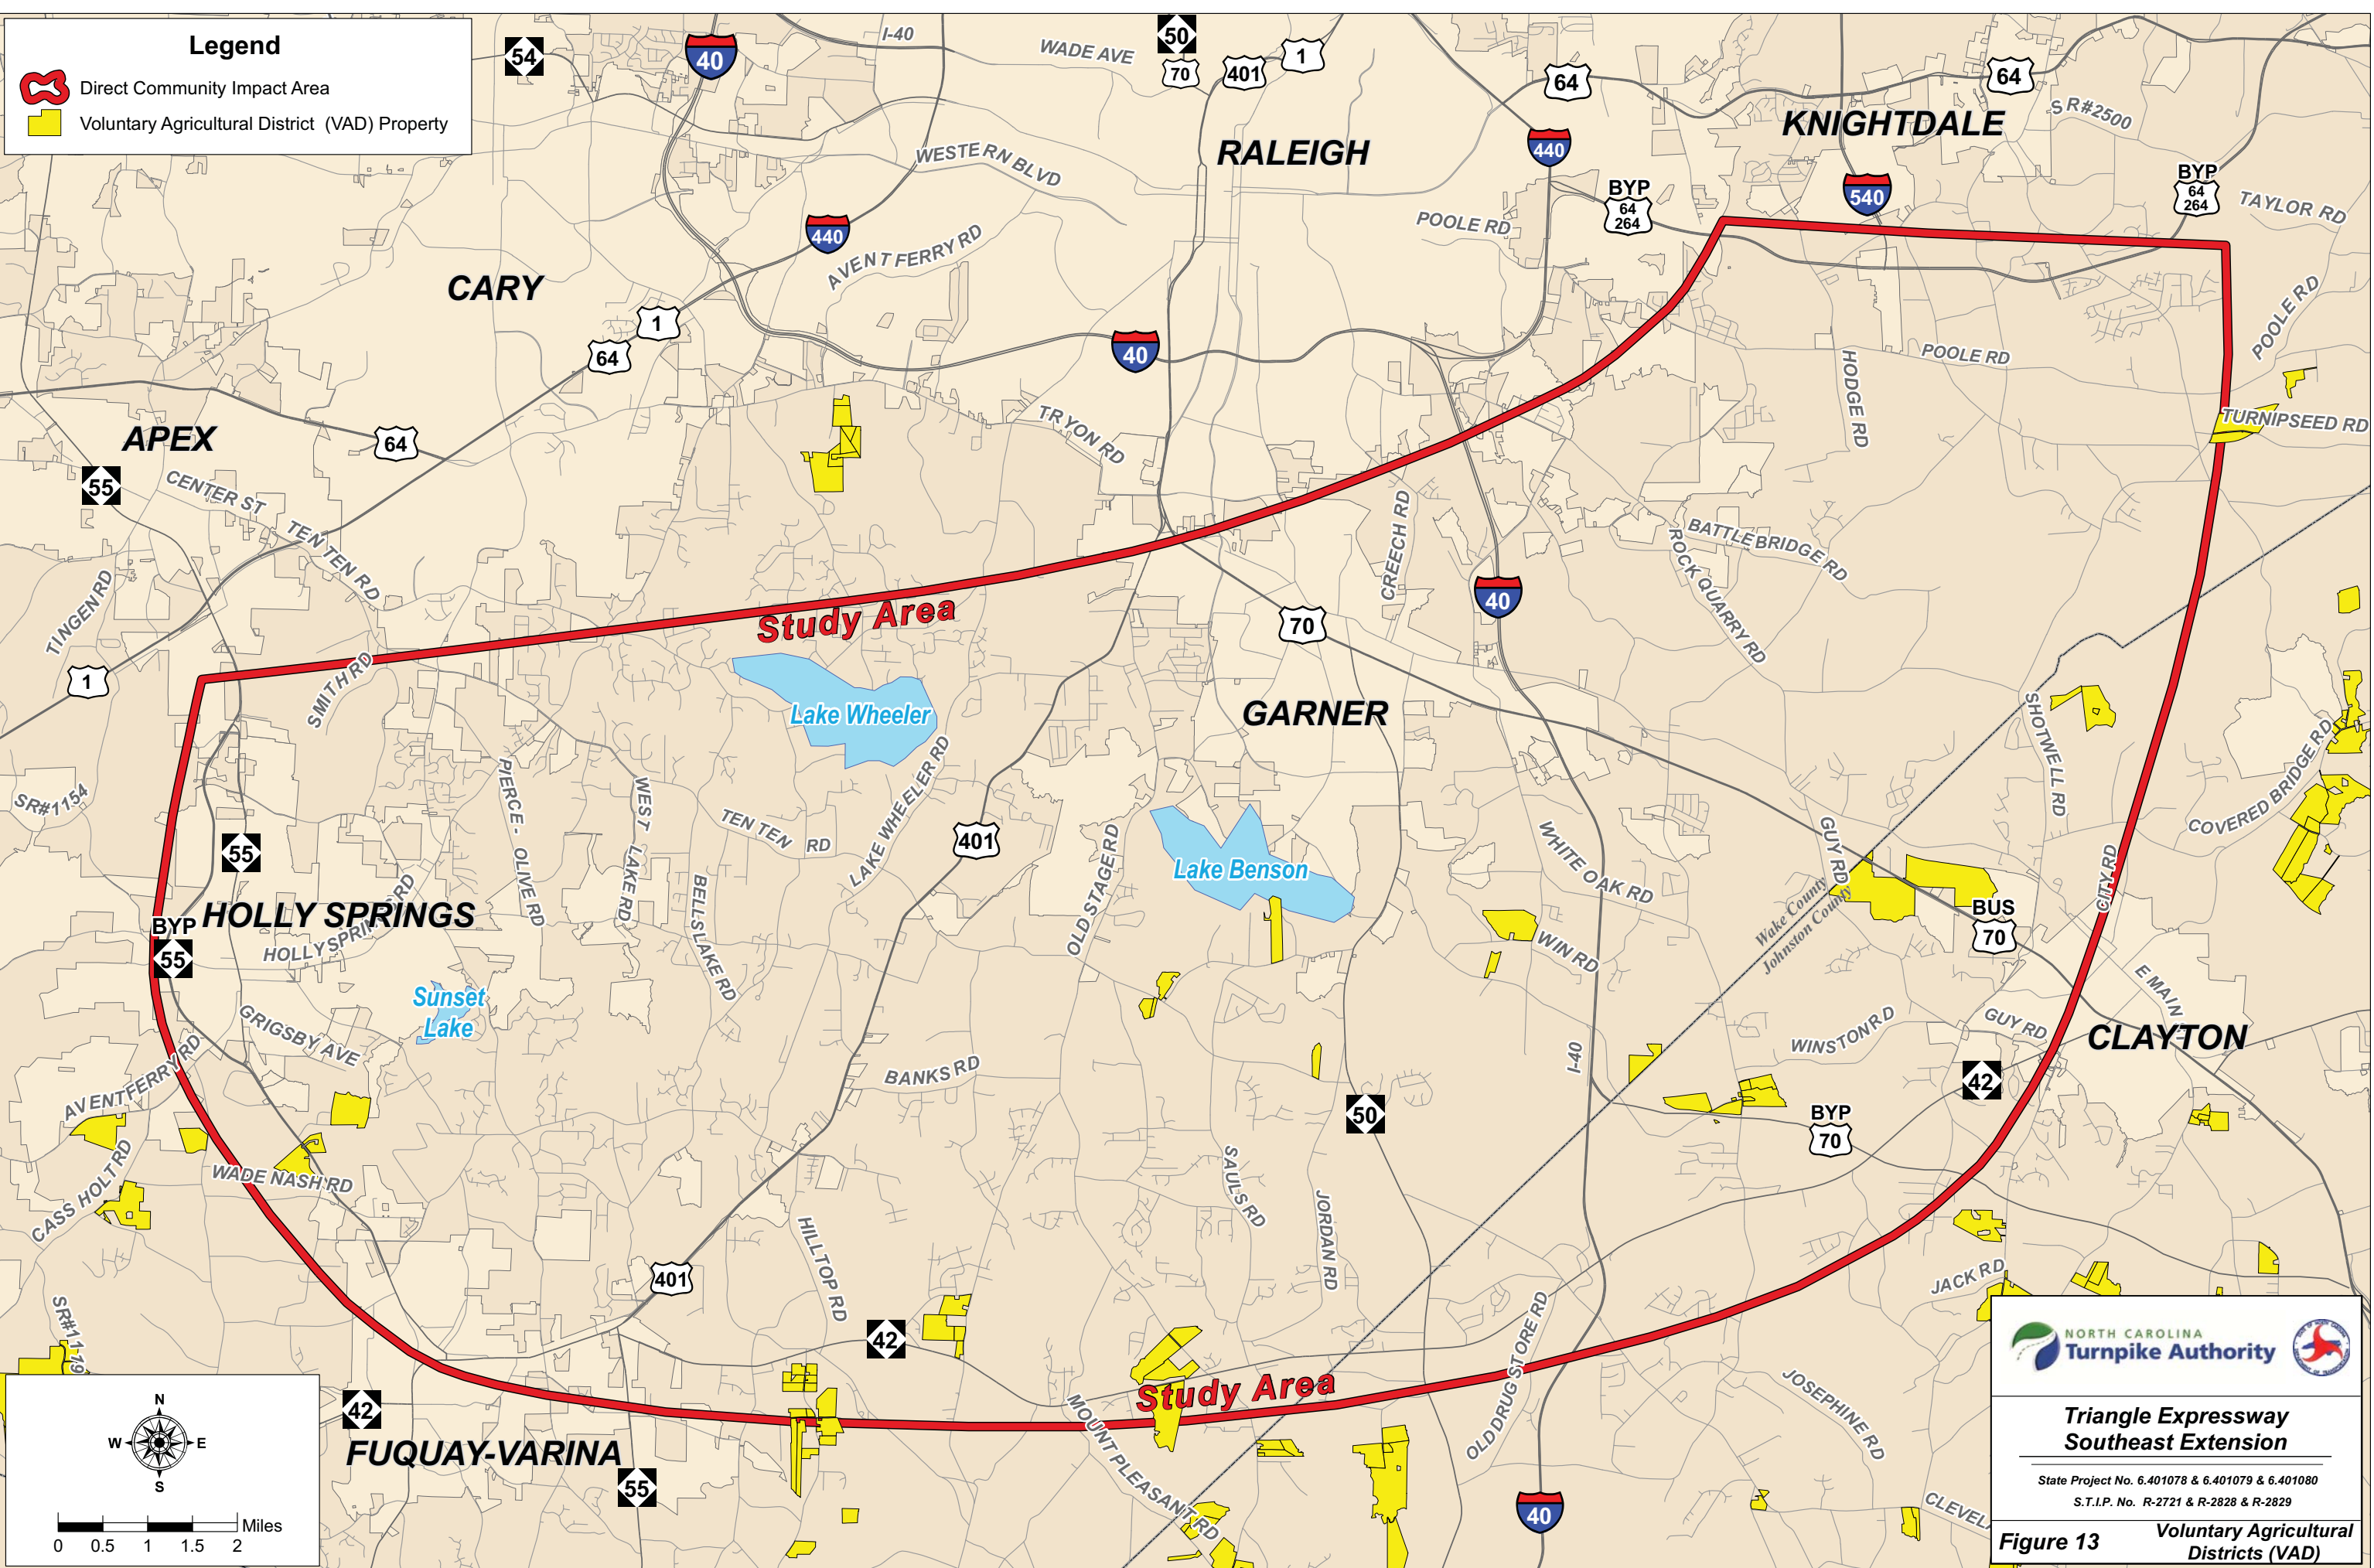 Legend
Direct Community Impact Area
Voluntary Agricultural District (VAD) Property
54
40
I-40
WADE AVE
50
70
401
1
64
64
SR#2500
KNIGHTDALE
RALEIGH
WESTERN BLVD
440
BYP
64
264
540
BYP
64
264
TAYLOR RD
POOLE RD
440
AVENT FERRY RD
CARY
1
64
40
POOLE RD
POOLE RD
HODGE RD
TURNIPSEED RD
APEX
64
55
CENTER ST
TEN TEN RD
TRYON RD
CREECH RD
BATTLEBRIDGE RD
ROCK QUARRY RD
TINGEN RD
40
Study Area
70
1
SMITH RD
Lake Wheeler
GARNER
SHOTWELL RD
COVERED BRIDGE RD
SR#1154
PIERCE - OLIVE RD
WEST LAKE RD
TEN TEN RD
LAKE WHEELER RD
401
55
OLD STAGE RD
Lake Benson
WHITE OAK RD
GUY RD
CITY RD
BELLS LAKE RD
HOLLY SPRINGS
HOLLY SPRINGS RD
BYP
55
Wake County
Johnston County
BUS
70
WIN RD
E MAIN
Sunset
Lake
GRIGSBY AVE
AVENT FERRY RD
BANKS RD
I-40
WINSTON RD
GUY RD
CLAYTON
42
50
BYP
70
CASS HOLT RD
WADE NASH RD
SAULS RD
JORDAN RD
HILLTOP RD
401
42
OLD DRUG STORE RD
JACK RD
SR#1119
Study Area
MOUNT PLEASANT RD
JOSEPHINE RD
42
FUQUAY-VARINA
55
40
CLEVEL
N
W E
S
Miles
0 0.5 1 1.5 2
NORTH CAROLINA
Turnpike Authority
Triangle Expressway
Southeast Extension
State Project No. 6.401078 & 6.401079 & 6.401080
S.T.I.P. No. R-2721 & R-2828 & R-2829
Figure 13
Voluntary Agricultural
Districts (VAD)